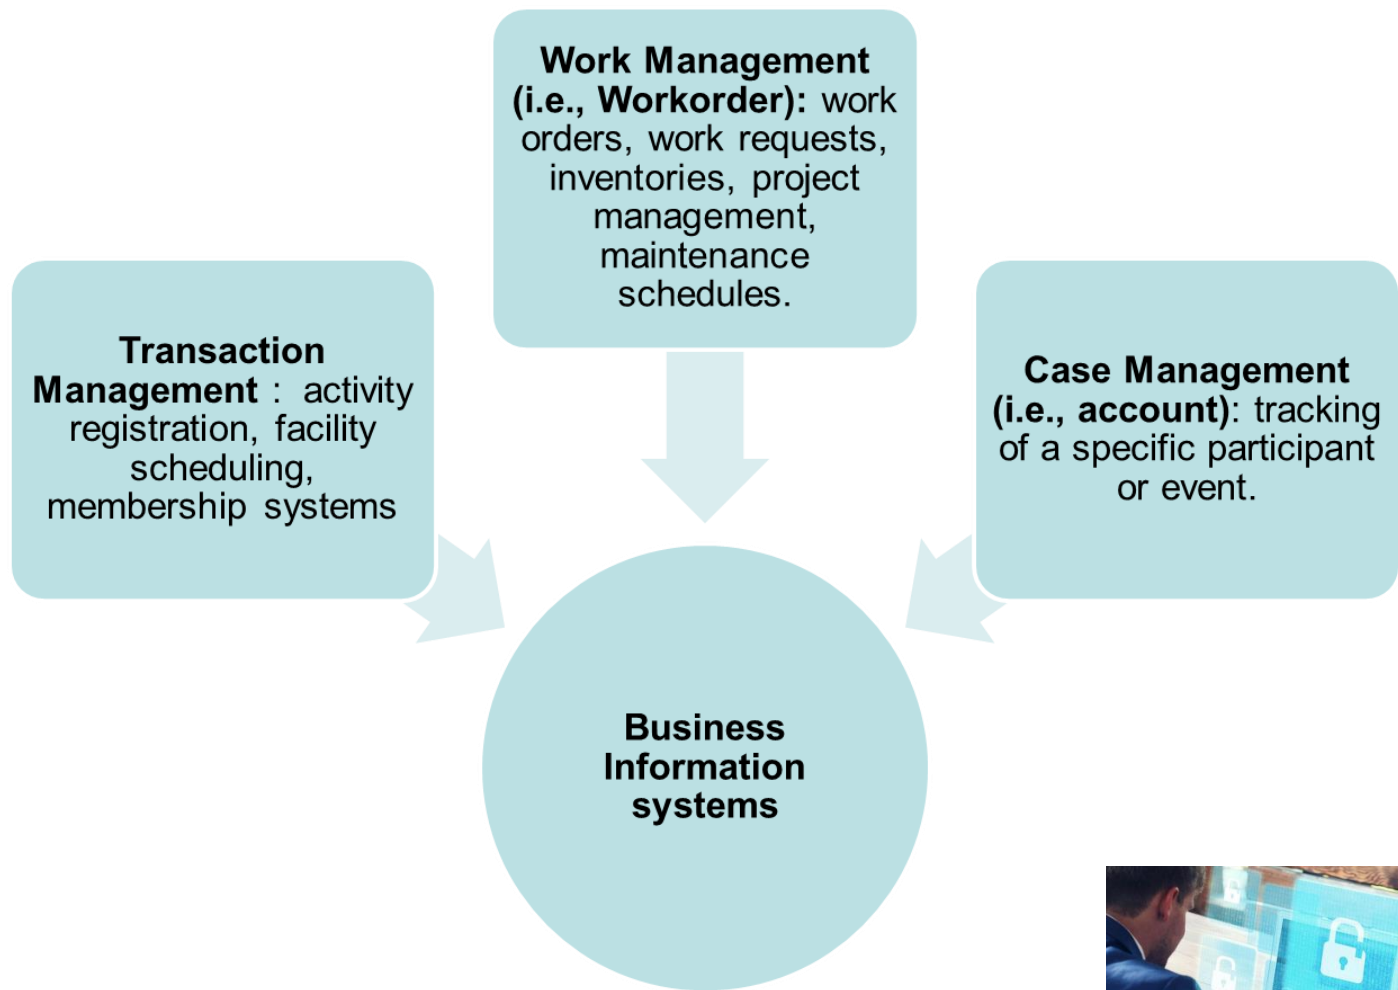 Work Management
(i.e., Workorder): work
orders, work requests,
inventories, project
management,
maintenance
schedules.
Transaction
Management : activity
registration, facility
scheduling,
membership systems
Case Management
(i.e., account): tracking
of a specific participant
or event.
Business
Information
systems